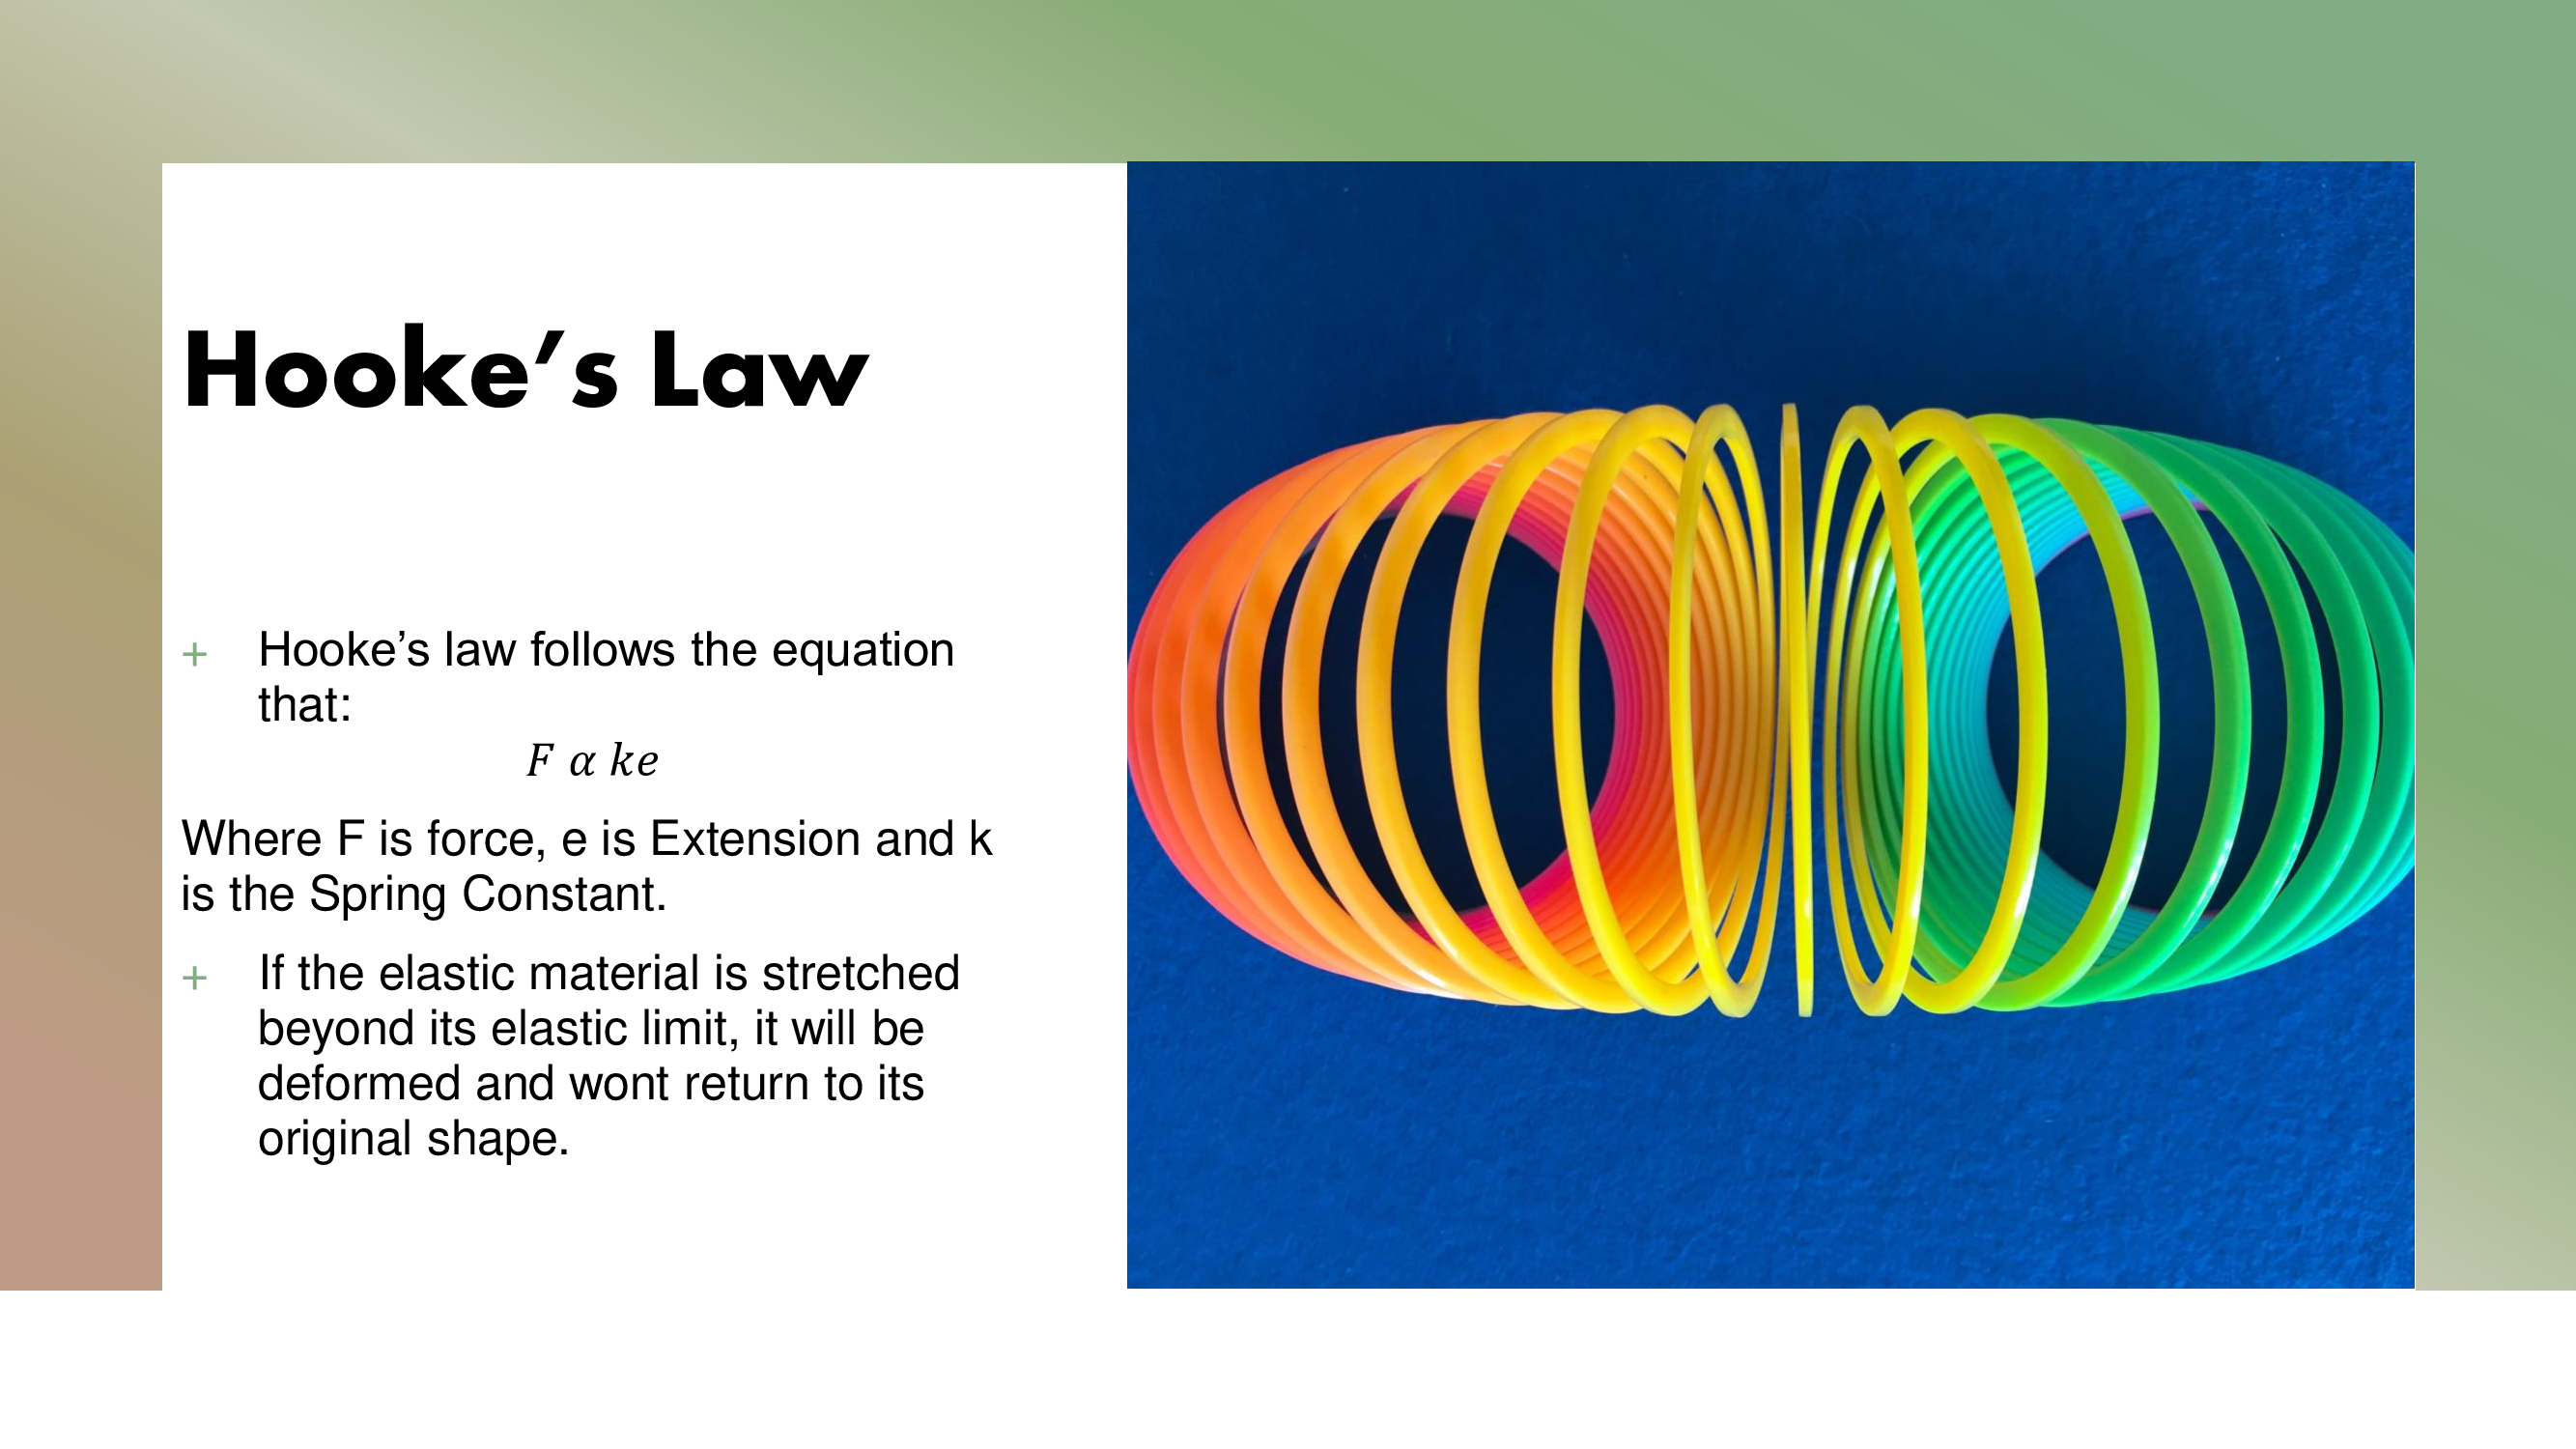 Hooke’s Law
+ Hooke’s law follows the equation
that:
F α ke
Where F is force, e is Extension and k
is the Spring Constant.
+ If the elastic material is stretched
beyond its elastic limit, it will be
deformed and wont return to its
original shape.